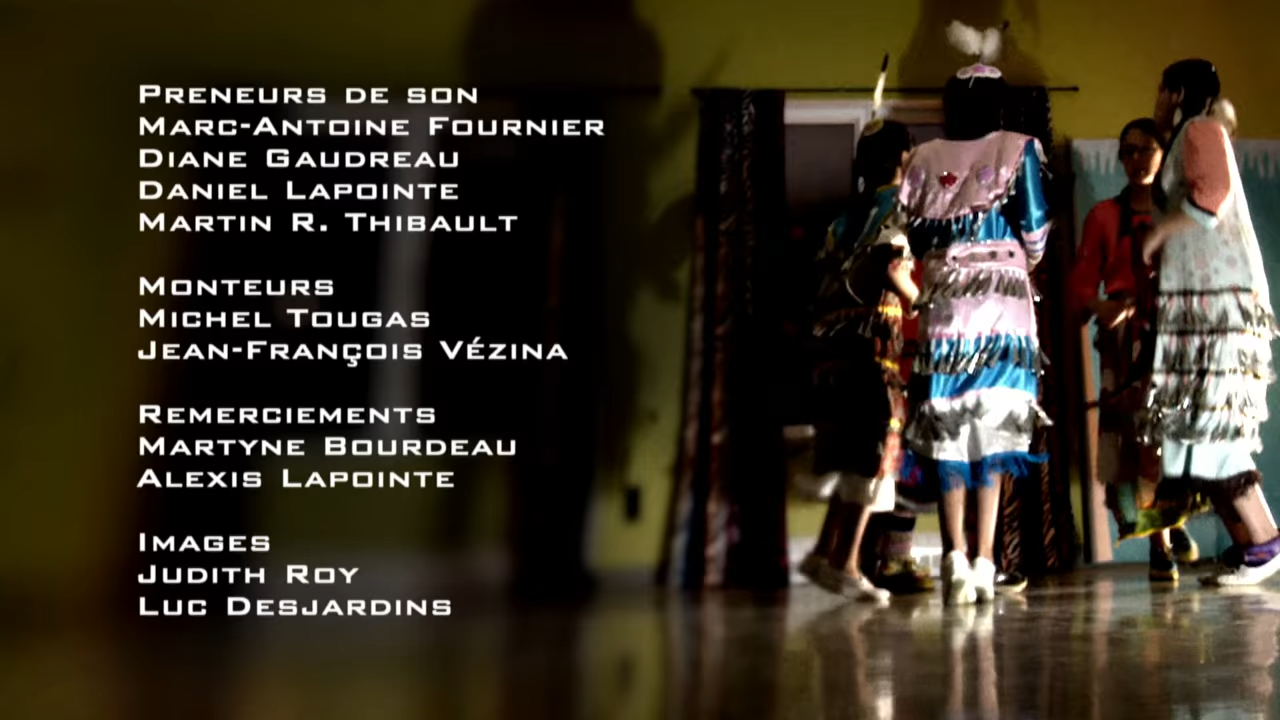 Preneurs de son
Marc-Antoine Fournier
Diane Gaudreau
Daniel Lapointe
Martin R. Thibault
Monteurs
Michel Tougas
Jean-François Vézina
Remerciements
Martyne Bourdeau
Alexis Lapointe
Images
Judith Roy
Luc Desjardins